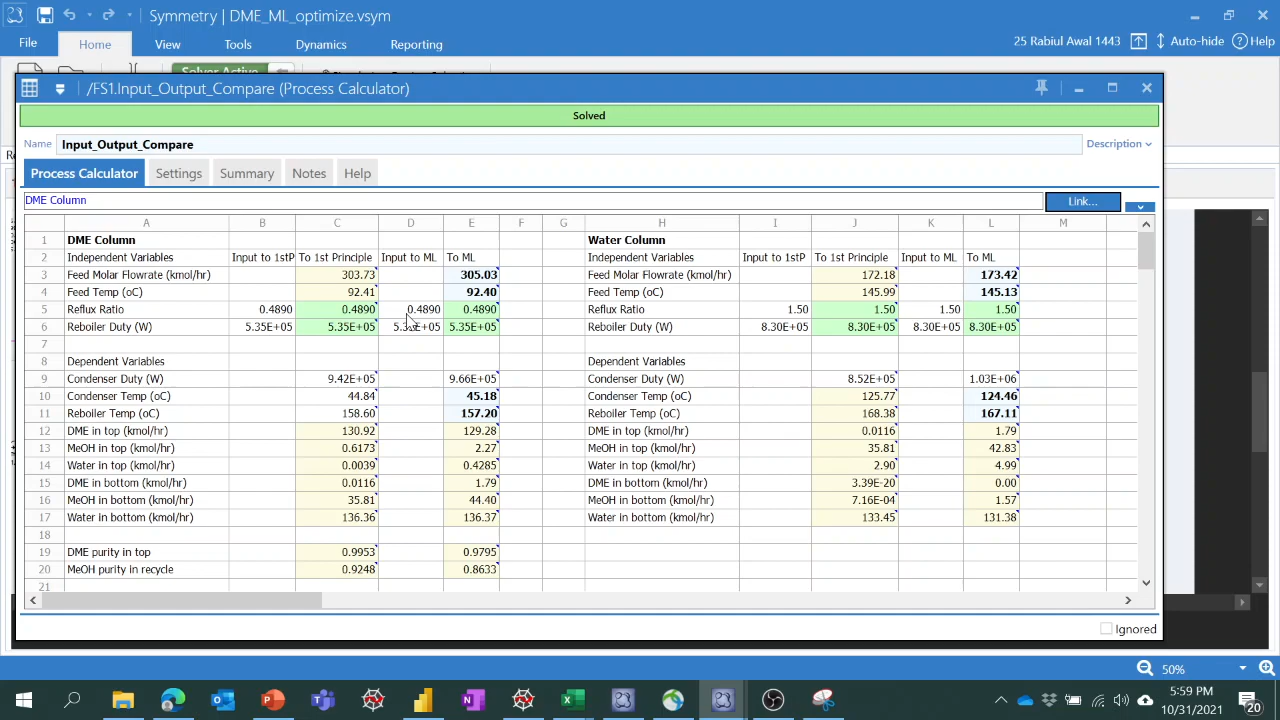 Symmetry | DME_ML_optimize.vsym
File Home View Tools Dynamics Reporting 25 Rabiul Awal 1443 Auto-hide Help
Solver Active
/FS1.Input_Output_Compare (Process Calculator)
Solved
Name Input_Output_Compare Description
Process Calculator Settings Summary Notes Help
DME Column Link...
A B C D E F G H I J K L M
1 DME Column Water Column
2 Independent Variables Input to 1stP To 1st Principle Input to ML To ML Independent Variables Input to 1stP To 1st Principle Input to ML To ML
3 Feed Molar Flowrate (kmol/hr) 303.73 305.03 Feed Molar Flowrate (kmol/hr) 172.18 173.42
4 Feed Temp (oC) 92.41 92.40 Feed Temp (oC) 145.99 145.13
5 Reflux Ratio 0.4890 0.4890 0.4890 0.4890 Reflux Ratio 1.50 1.50 1.50 1.50
6 Reboiler Duty (W) 5.35E+05 5.35E+05 5.35E+05 5.35E+05 Reboiler Duty (W) 8.30E+05 8.30E+05 8.30E+05 8.30E+05
7
8 Dependent Variables Dependent Variables
9 Condenser Duty (W) 9.42E+05 9.66E+05 Condenser Duty (W) 8.52E+05 1.03E+06
10 Condenser Temp (oC) 44.84 45.18 Condenser Temp (oC) 125.77 124.46
11 Reboiler Temp (oC) 158.60 157.20 Reboiler Temp (oC) 168.38 167.11
12 DME in top (kmol/hr) 130.92 129.28 DME in top (kmol/hr) 0.0116 1.79
13 MeOH in top (kmol/hr) 0.6173 2.27 MeOH in top (kmol/hr) 35.81 42.83
14 Water in top (kmol/hr) 0.0039 0.4285 Water in top (kmol/hr) 2.90 4.99
15 DME in bottom (kmol/hr) 0.0116 1.79 DME in bottom (kmol/hr) 3.39E-20 0.00
16 MeOH in bottom (kmol/hr) 35.81 44.40 MeOH in bottom (kmol/hr) 7.16E-04 1.57
17 Water in bottom (kmol/hr) 136.36 136.37 Water in bottom (kmol/hr) 133.45 131.38
18
19 DME purity in top 0.9953 0.9795
20 MeOH purity in recycle 0.9248 0.8633
21
Ignored
50%
5:59 PM
10/31/2021
20